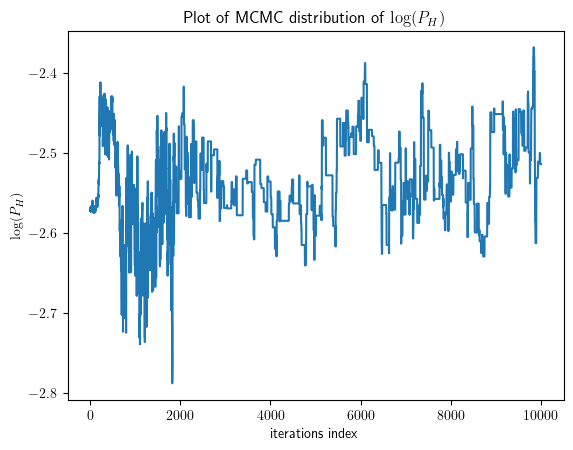 Plot of MCMC distribution of log(P_H)
log(P_H)
−2.4
−2.5
−2.6
−2.7
−2.8
0 2000 4000 6000 8000 10000
iterations index